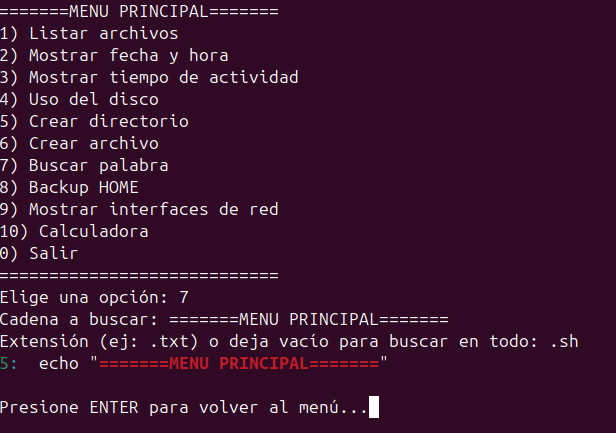 =======MENU PRINCIPAL=======
1) Listar archivos
2) Mostrar fecha y hora
3) Mostrar tiempo de actividad
4) Uso del disco
5) Crear directorio
6) Crear archivo
7) Buscar palabra
8) Backup HOME
9) Mostrar interfaces de red
10) Calculadora
0) Salir
============================
Elige una opción: 7
Cadena a buscar: =======MENU PRINCIPAL=======
Extensión (ej: .txt) o deja vacío para buscar en todo: .sh
5:  echo "=======MENU PRINCIPAL======="
Presione ENTER para volver al menú...